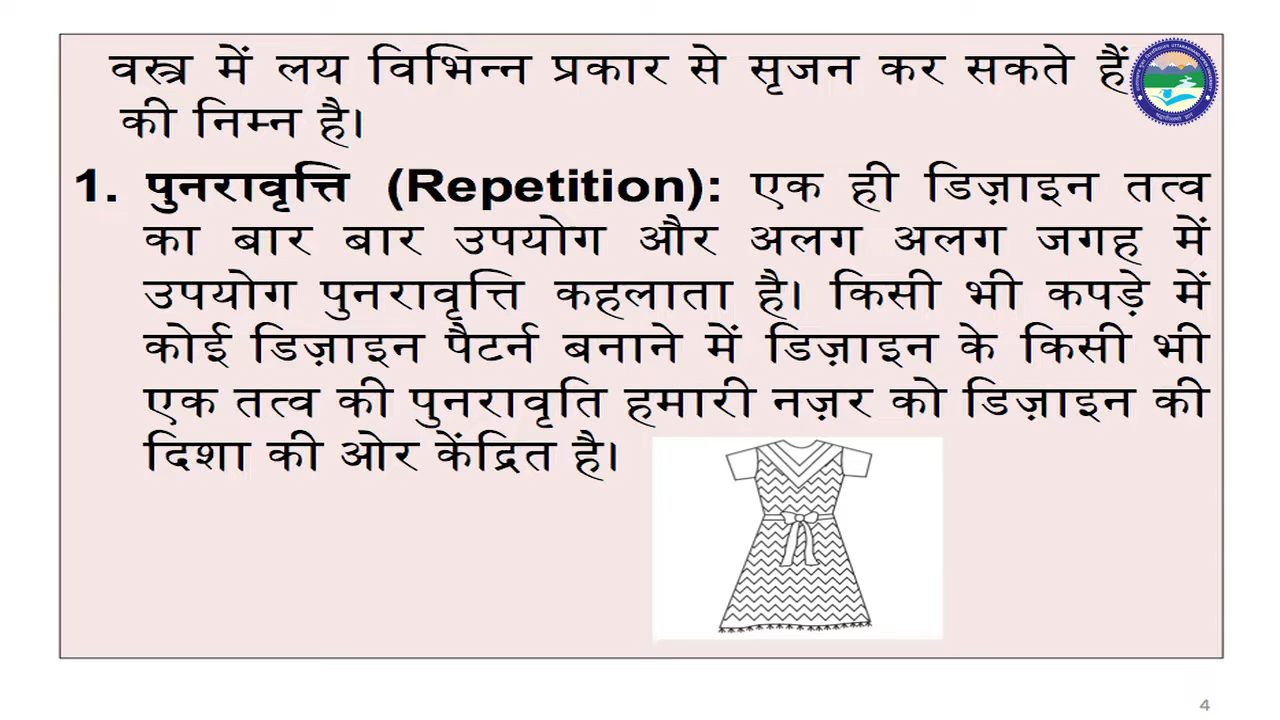 वस्त्र में लय विभिन्न प्रकार से सृजन कर सकते हैं
की निम्न है।
1. पुनरावृत्ति (Repetition): एक ही डिज़ाइन तत्व
का बार बार उपयोग और अलग अलग जगह में
उपयोग पुनरावृत्ति कहलाता है। किसी भी कपड़े में
कोई डिज़ाइन पैटर्न बनाने में डिज़ाइन के किसी भी
एक तत्व की पुनरावृति हमारी नज़र को डिज़ाइन की
दिशा की ओर केंद्रित है।
4